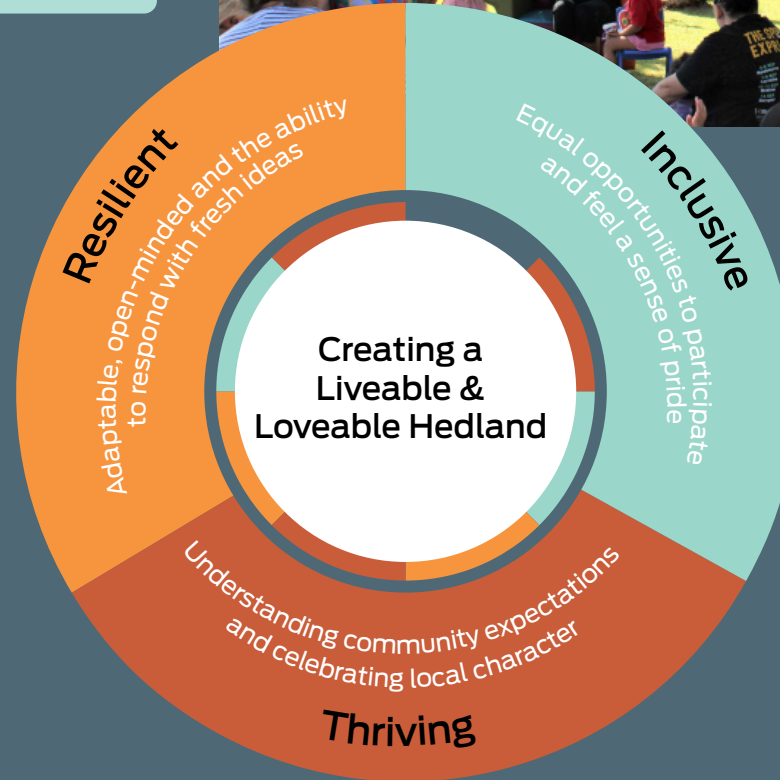 Resilient
Adaptable, open-minded and the ability
to respond with fresh ideas
Inclusive
Equal opportunities to participate
and feel a sense of pride
Creating a
Liveable &
Loveable Hedland
Understanding community expectations
and celebrating local character
Thriving